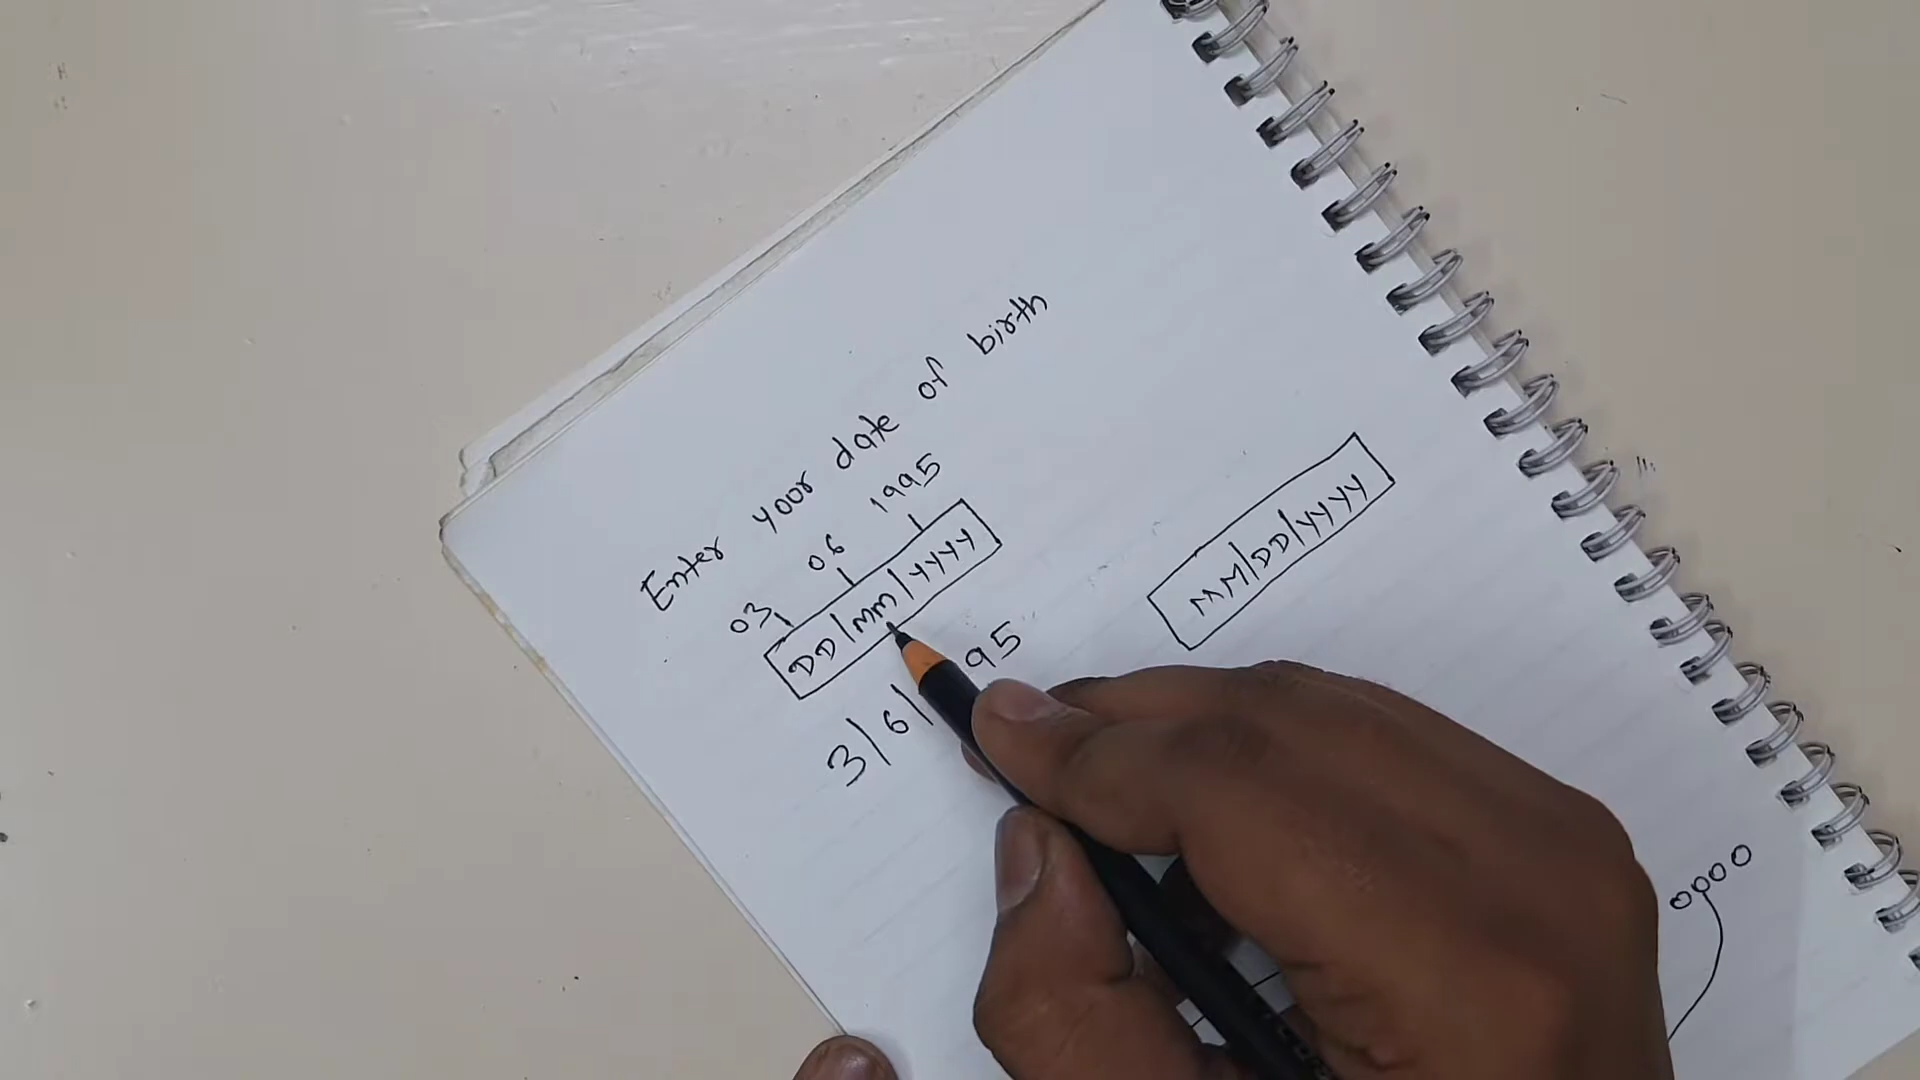 Enter your date of birth
03 06 1995
DD/MM/YYYY
MM/DD/YYYY
3/6/ 95
0000